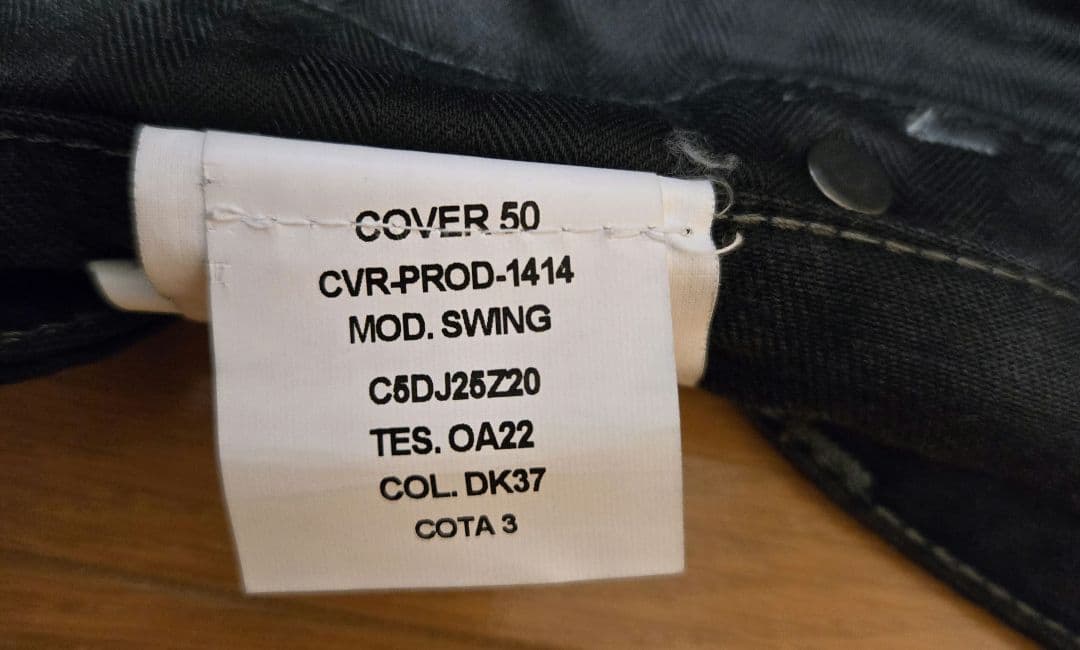 COVER 50
CVR-PROD-1414
MOD. SWING
C5DJ25Z20
TES. OA22
COL. DK37
COTA 3